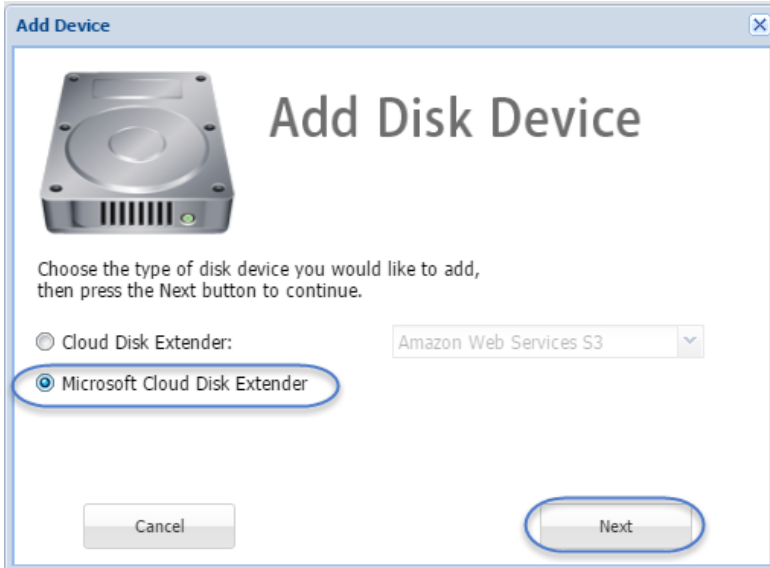 Add Device
Add Disk Device
Choose the type of disk device you would like to add,
then press the Next button to continue.
Cloud Disk Extender:
Amazon Web Services S3
Microsoft Cloud Disk Extender
Cancel
Next